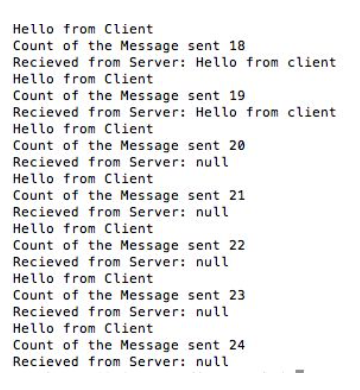 Hello from Client
Count of the Message sent 18
Recieved from Server: Hello from client
Hello from Client
Count of the Message sent 19
Recieved from Server: Hello from client
Hello from Client
Count of the Message sent 20
Recieved from Server: null
Hello from Client
Count of the Message sent 21
Recieved from Server: null
Hello from Client
Count of the Message sent 22
Recieved from Server: null
Hello from Client
Count of the Message sent 23
Recieved from Server: null
Hello from Client
Count of the Message sent 24
Recieved from Server: null